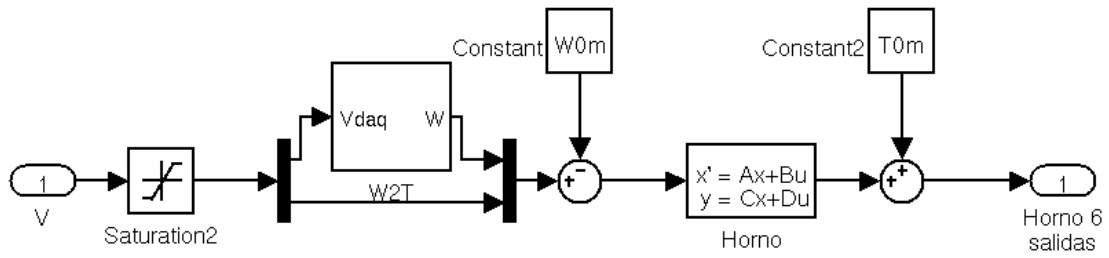 Constant
W0m
Constant2
T0m
Vdaq
W
1
V
Saturation2
W2T
+
−
x' = Ax+Bu
y = Cx+Du
Horno
+
+
1
Horno 6
salidas